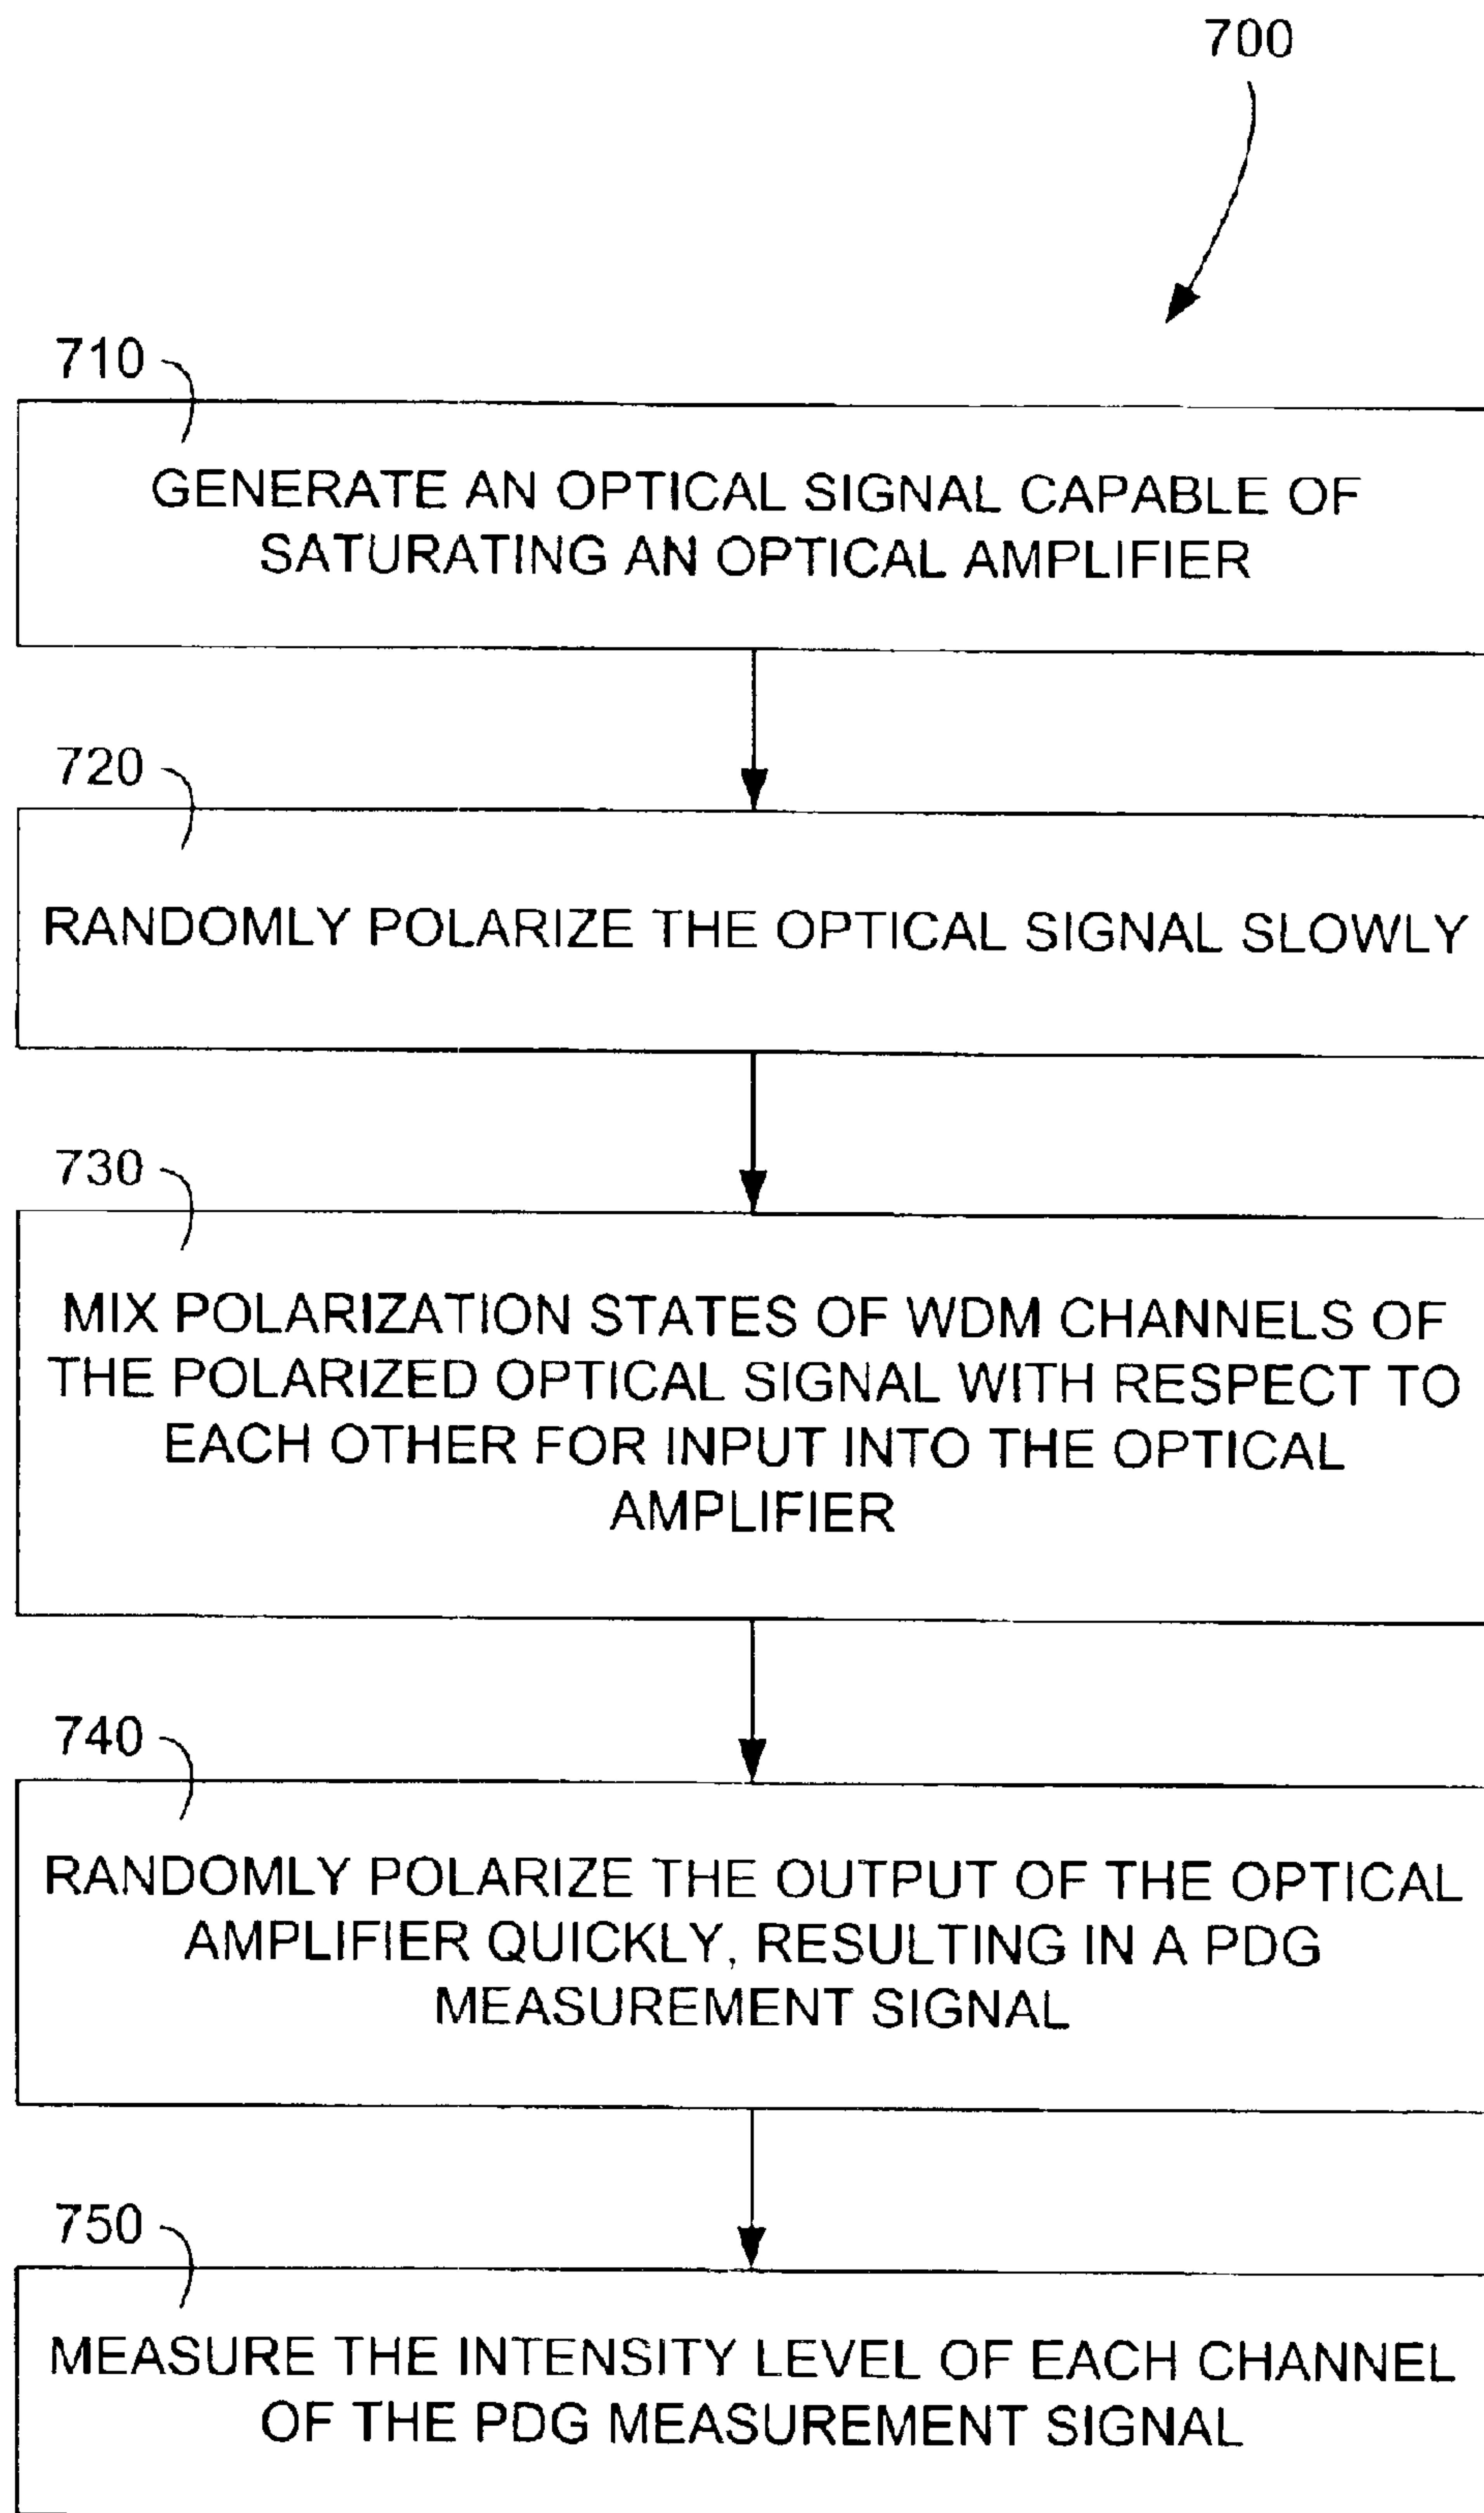 700
710
GENERATE AN OPTICAL SIGNAL CAPABLE OF
SATURATING AN OPTICAL AMPLIFIER
720
RANDOMLY POLARIZE THE OPTICAL SIGNAL SLOWLY
730
MIX POLARIZATION STATES OF WDM CHANNELS OF
THE POLARIZED OPTICAL SIGNAL WITH RESPECT TO
EACH OTHER FOR INPUT INTO THE OPTICAL
AMPLIFIER
740
RANDOMLY POLARIZE THE OUTPUT OF THE OPTICAL
AMPLIFIER QUICKLY, RESULTING IN A PDG
MEASUREMENT SIGNAL
750
MEASURE THE INTENSITY LEVEL OF EACH CHANNEL
OF THE PDG MEASUREMENT SIGNAL